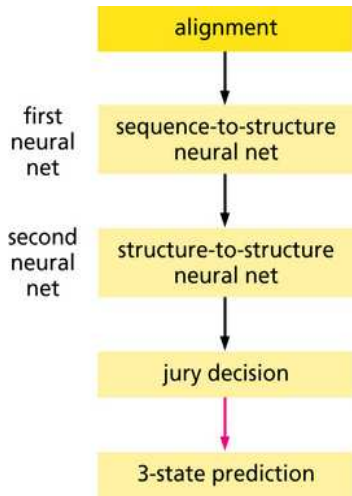 alignment
first
neural
net
sequence-to-structure
neural net
second
neural
net
structure-to-structure
neural net
jury decision
3-state prediction